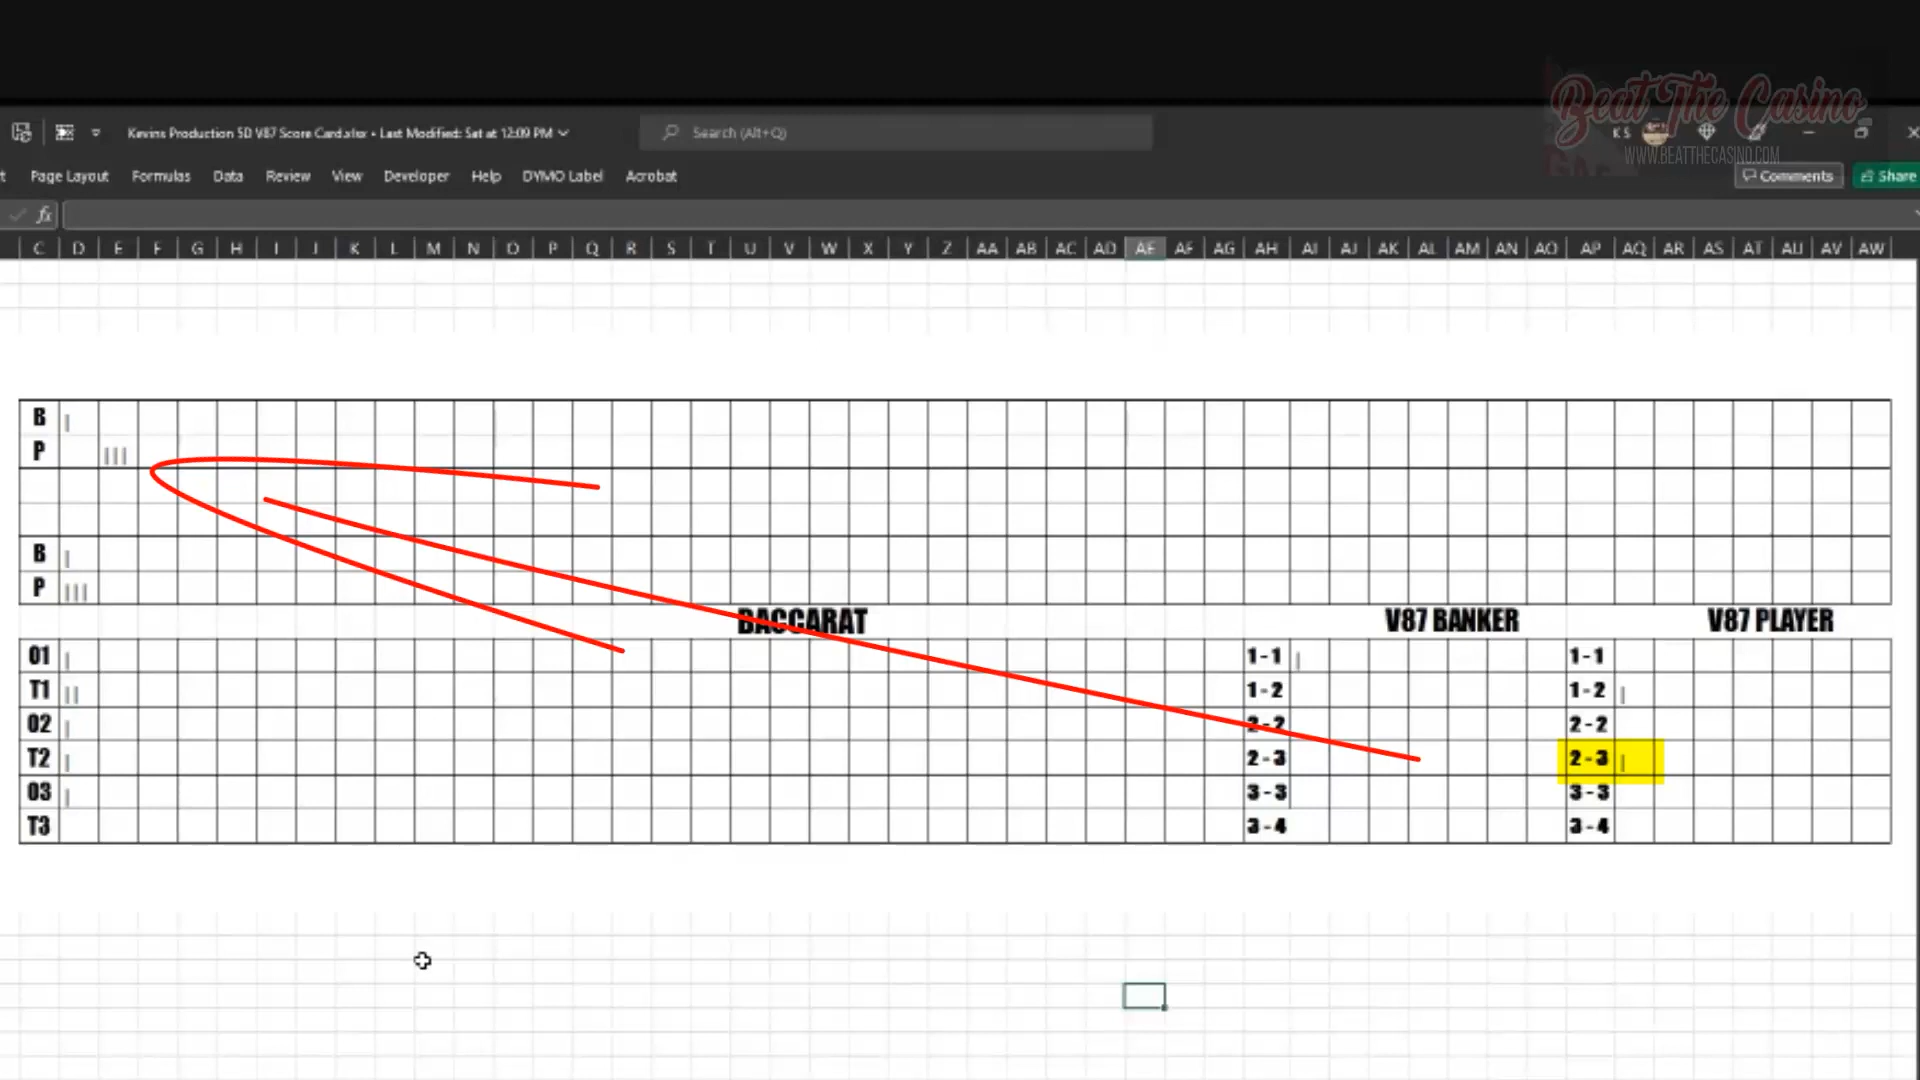 Beat The Casino
WWW.BEATTHECASINO.COM
Kevins Production 5D V87 Score Card.xlsx • Last Modified: Sat at 12:09 PM
Search (Alt+Q)
K S
Page Layout Formulas Data Review View Developer Help DYMO Label Acrobat
Comments Share
fx
C D E F G H I J K L M N O P Q R S T U V W X Y Z AA AB AC AD AE AF AG AH AI AJ AK AL AM AN AO AP AQ AR AS AT AU AV AW
B |
P |||
B |
P |||
BACCARAT V87 BANKER V87 PLAYER
01 | 1-1 | 1-1
T1 || 1-2 1-2 |
02 | 2-2 2-2
T2 | 2-3 2-3 |
03 | 3-3 3-3
T3 3-4 3-4